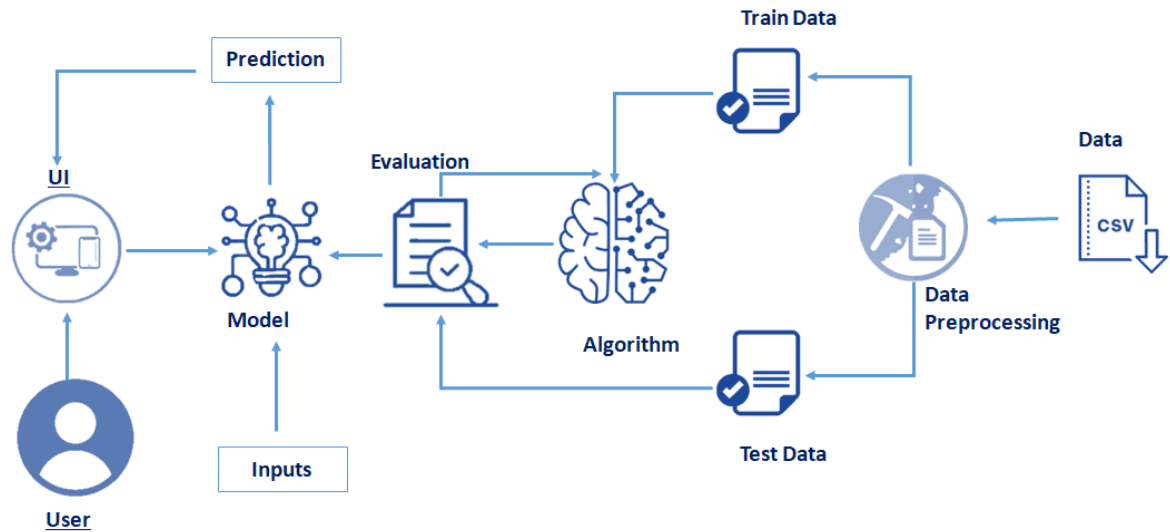 Train Data
Prediction
Evaluation
Data
UI
CSV
Model
Data
Preprocessing
Algorithm
Test Data
Inputs
User